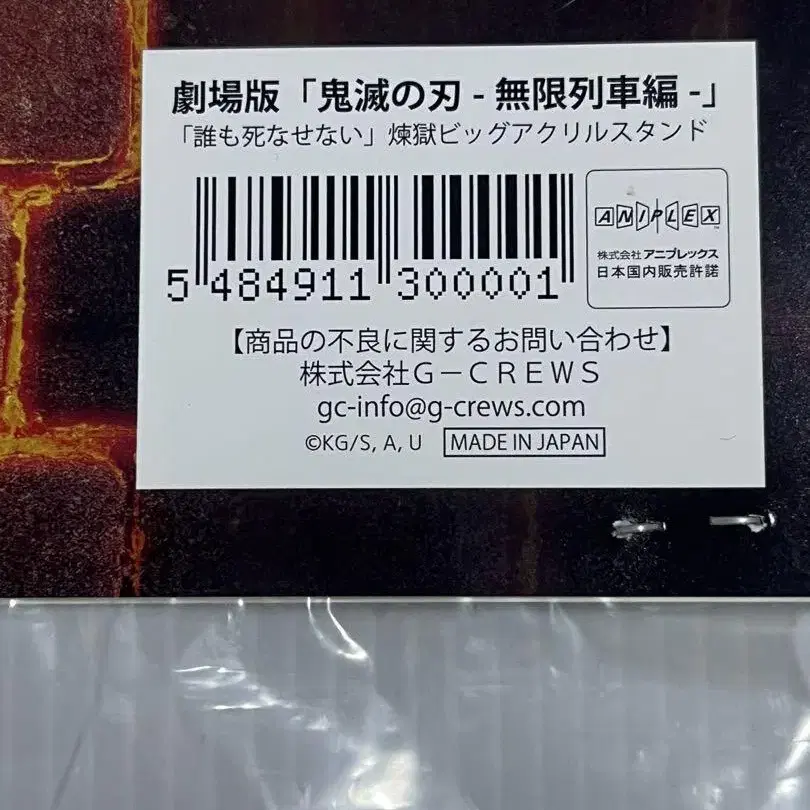 劇場版「鬼滅の刃 - 無限列車編 -」
「誰も死なせない」煉獄ビッグアクリルスタンド
5 484911 300001
ANIPLEX™
株式会社アニプレックス
日本国内販売許諾
【商品の不良に関するお問い合わせ】
株式会社G－CREWS
gc-info@g-crews.com
©KG/S, A, U MADE IN JAPAN